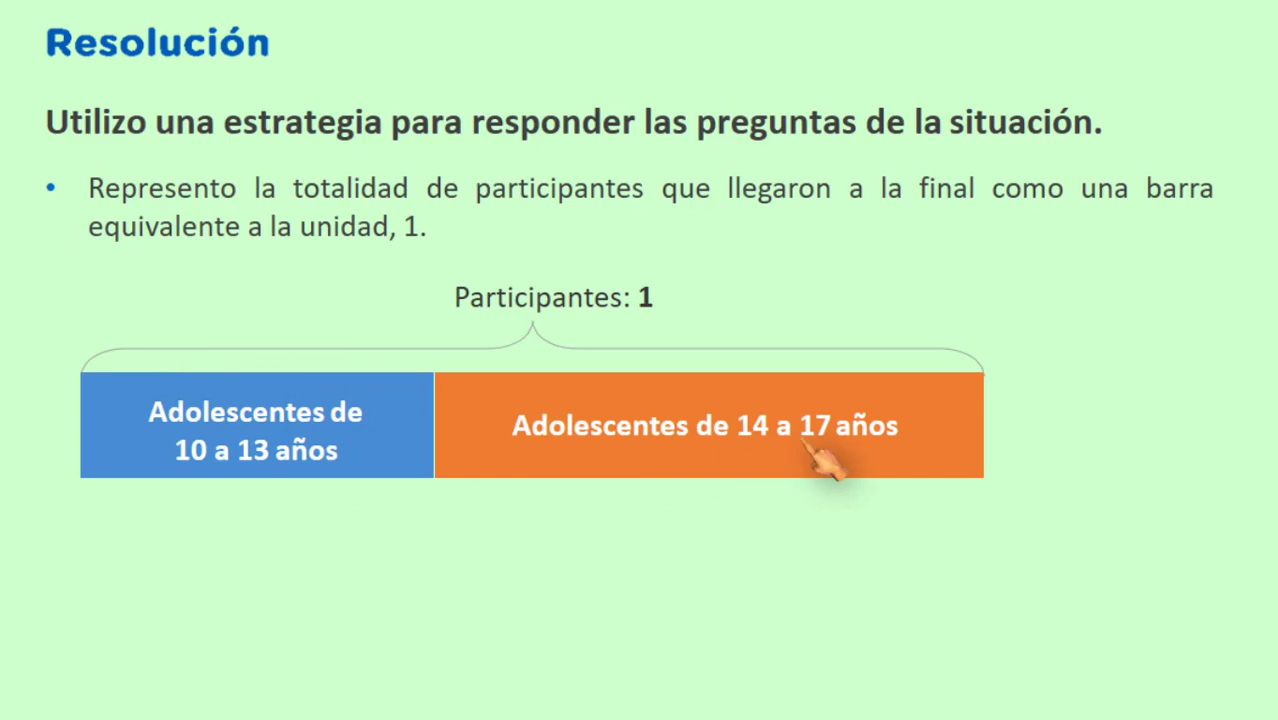 Resolución
Utilizo una estrategia para responder las preguntas de la situación.
• Represento la totalidad de participantes que llegaron a la final como una barra
equivalente a la unidad, 1.
Participantes: 1
Adolescentes de
10 a 13 años
Adolescentes de 14 a 17 años